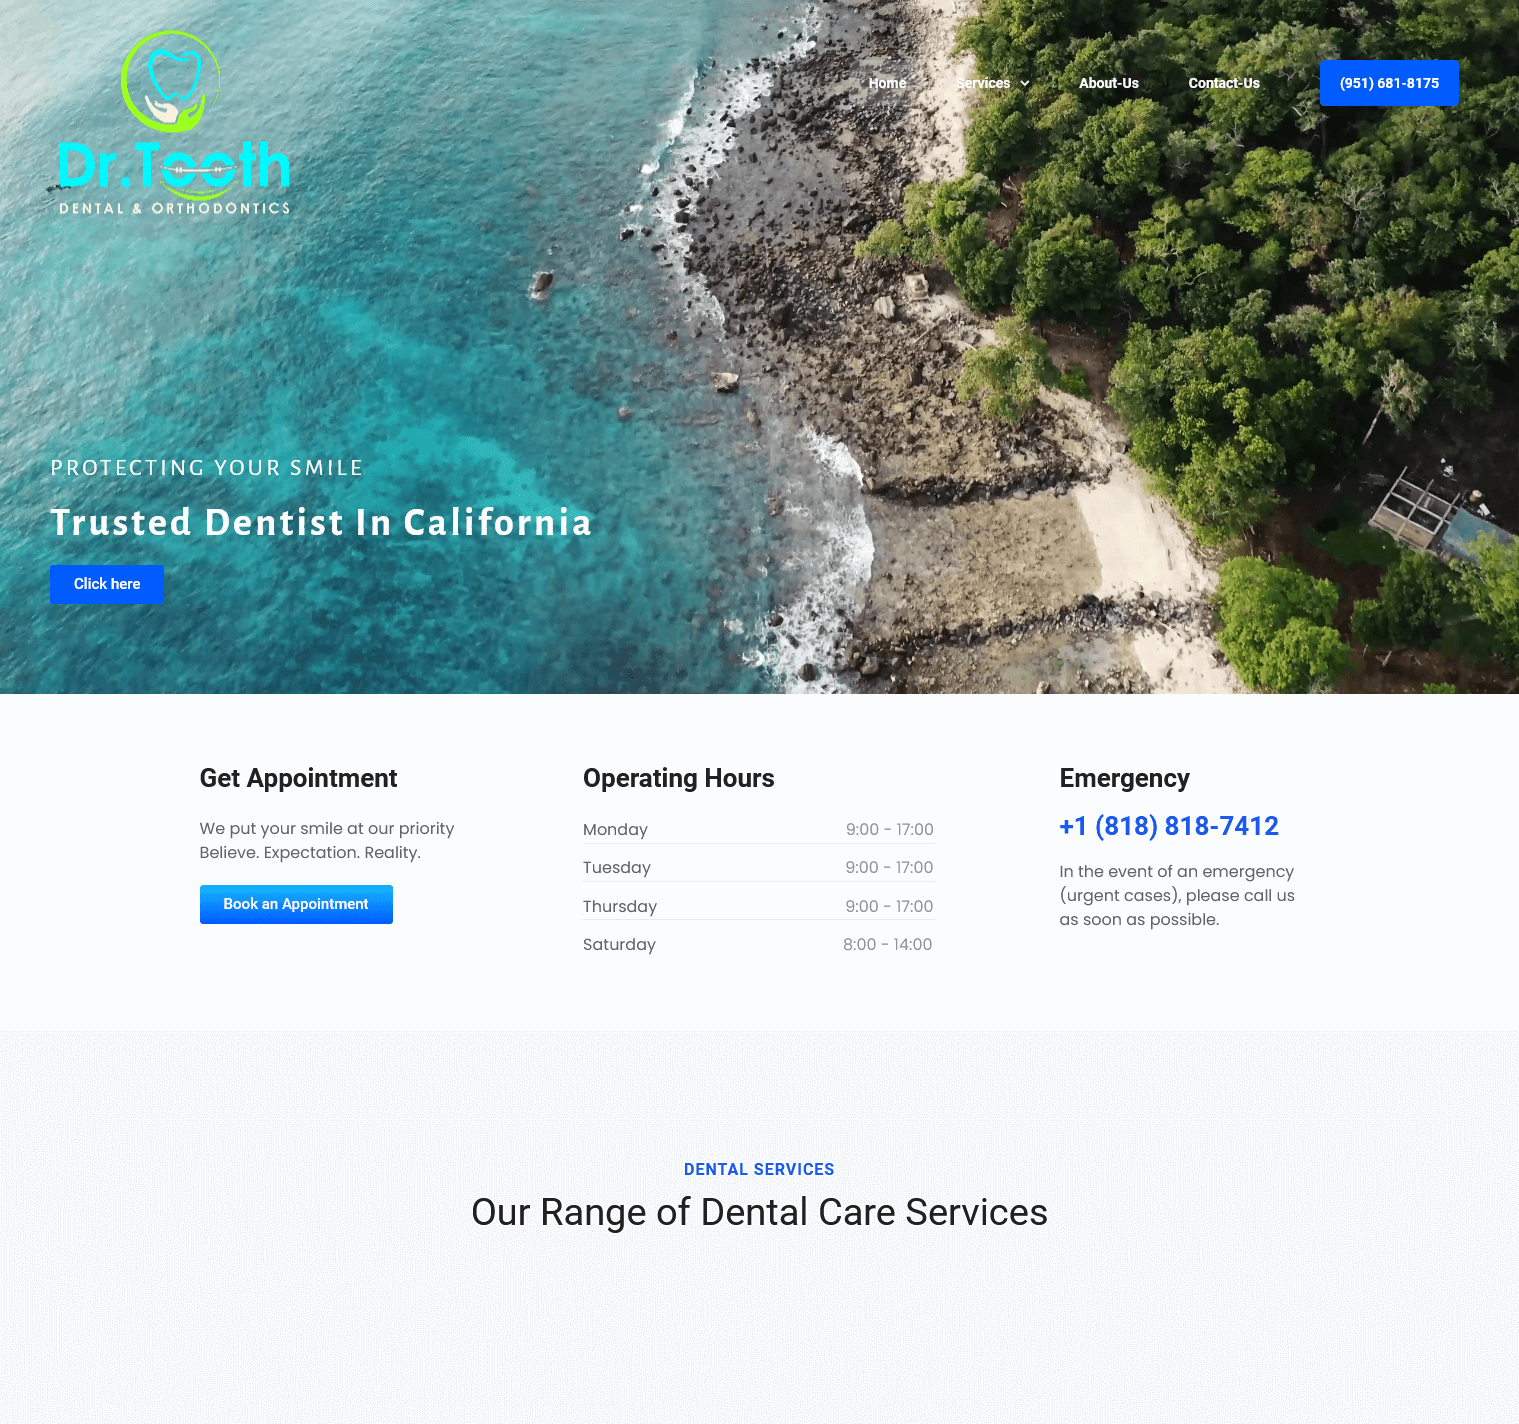 Dr.Tooth
DENTAL & ORTHODONTICS
Home
Services
About-Us
Contact-Us
(951) 681-8175
PROTECTING YOUR SMILE
Trusted Dentist In California
Click here
Get Appointment
We put your smile at our priority
Believe. Expectation. Reality.
Book an Appointment
Operating Hours
Monday 9:00 - 17:00
Tuesday 9:00 - 17:00
Thursday 9:00 - 17:00
Saturday 8:00 - 14:00
Emergency
+1 (818) 818-7412
In the event of an emergency
(urgent cases), please call us
as soon as possible.
DENTAL SERVICES
Our Range of Dental Care Services